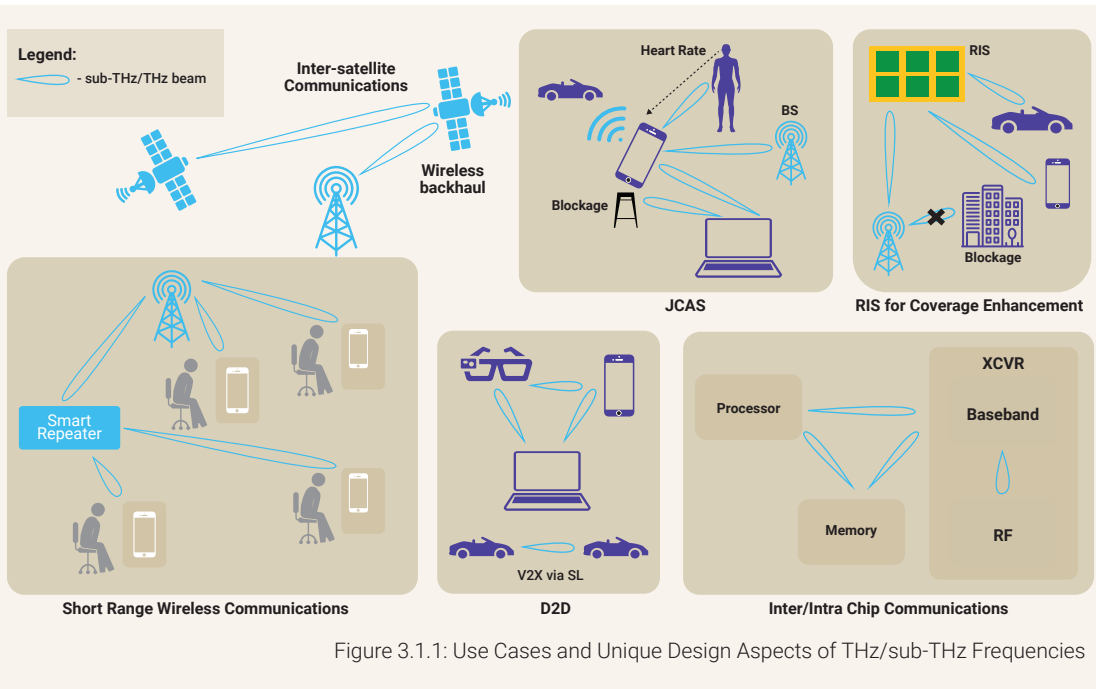 Legend:
- sub-THz/THz beam
Inter-satellite
Communications
Wireless
backhaul
Heart Rate
BS
Blockage
JCAS
RIS
Blockage
RIS for Coverage Enhancement
Smart
Repeater
Short Range Wireless Communications
V2X via SL
D2D
Processor
Memory
XCVR
Baseband
RF
Inter/Intra Chip Communications
Figure 3.1.1: Use Cases and Unique Design Aspects of THz/sub-THz Frequencies